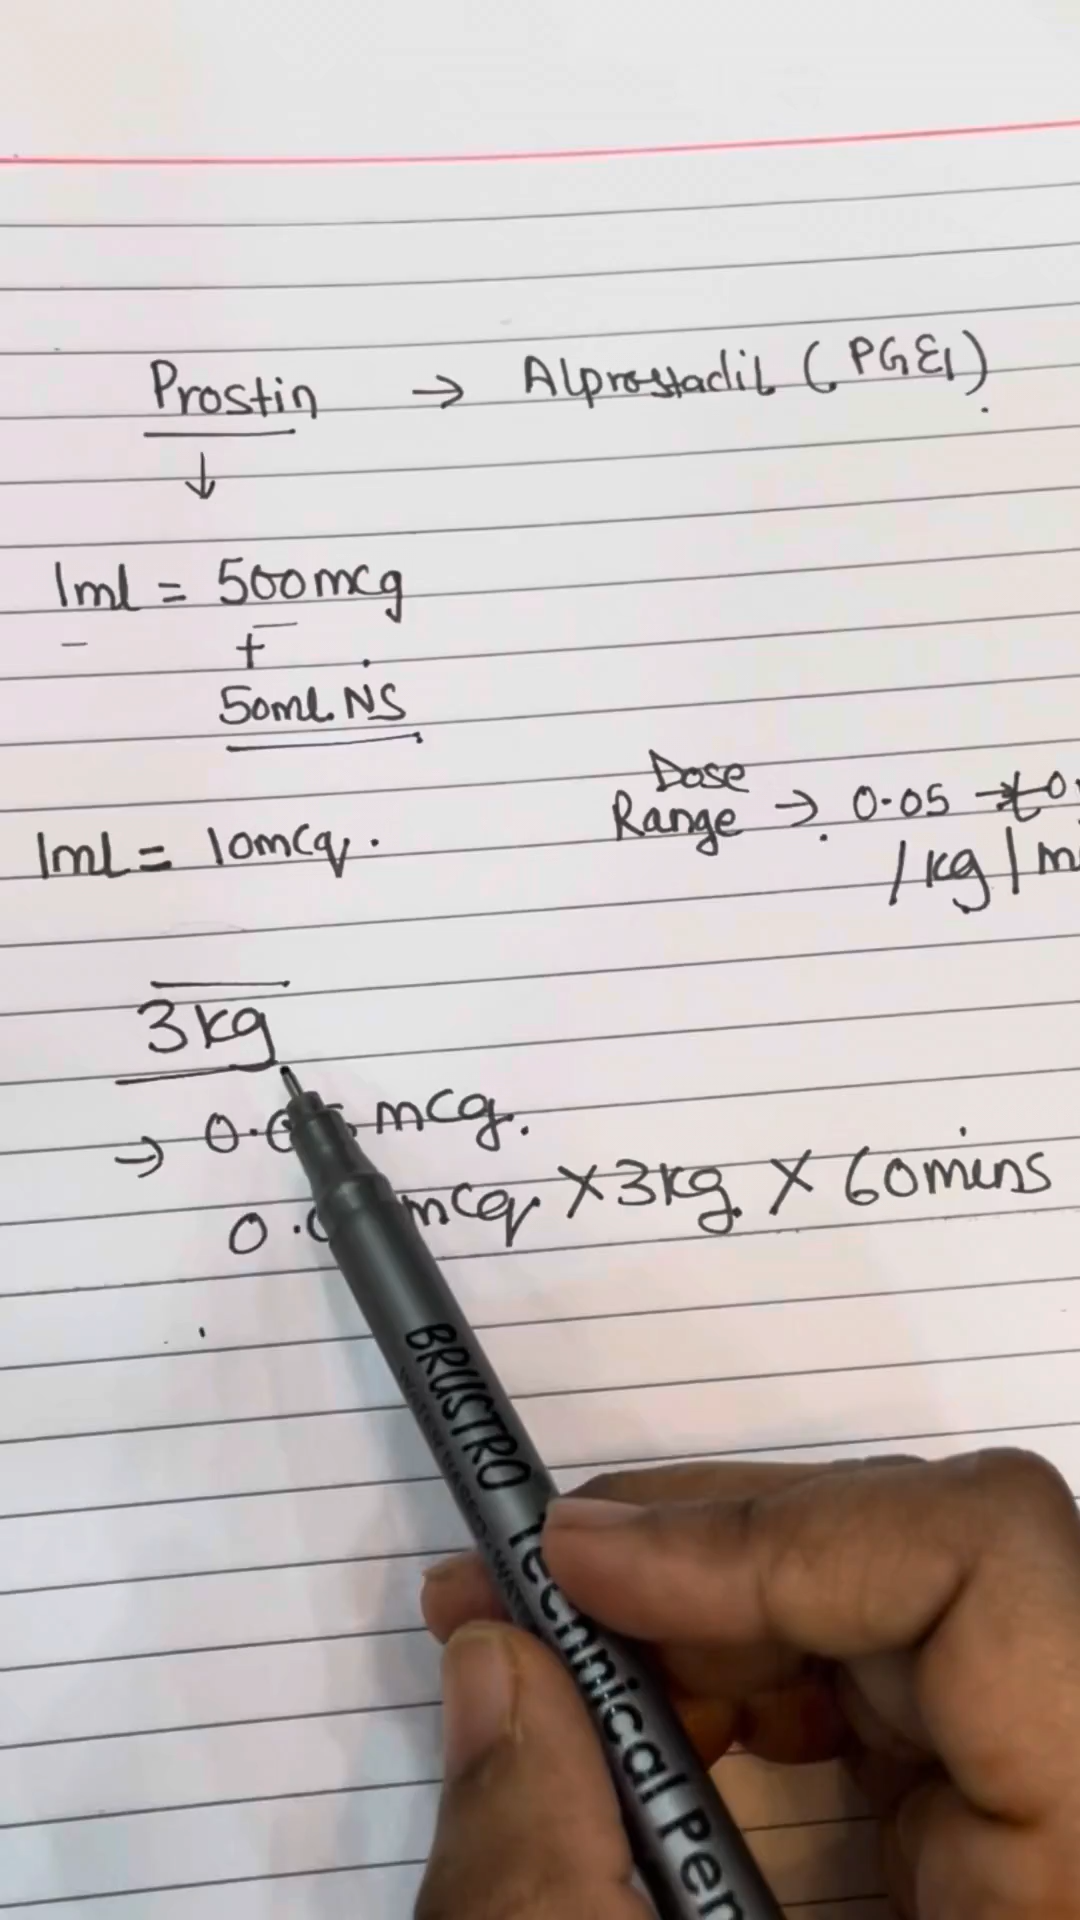 Prostin → Alprostadil (PGE1)
↓
1ml = 500mcg
+
50ml NS
1ml = 10mcg.
Dose
Range → 0.05
/kg/
3kg
→ mcg.
mcg × 3kg × 60mins
BRUSTRO Technical Pen